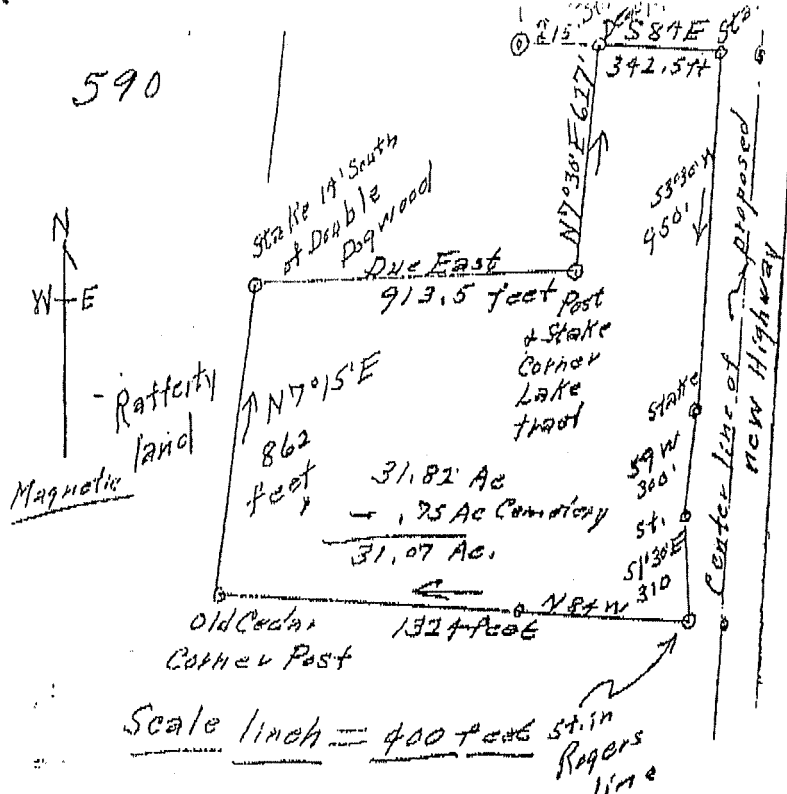 590
S84E
342.5ft
N7°30'E 617'
Stake 14' South
of Double
Dogwood
Due East
913.5 feet
Post
& Stake
Corner
Lake
tract
S3°30'W
950'
Center line of proposed
new Highway
N
W E
Magnetic
Rafferty
land
N7°15'E
862
feet
31.82 Ac
- .75 Ac Cemetery
31.07 Ac.
stake
S9W
300'
St.
S1°30'E
310
Old Cedar
Corner Post
N84W
1324 feet
St. in
Rogers
line
Scale 1 inch = 400 feet